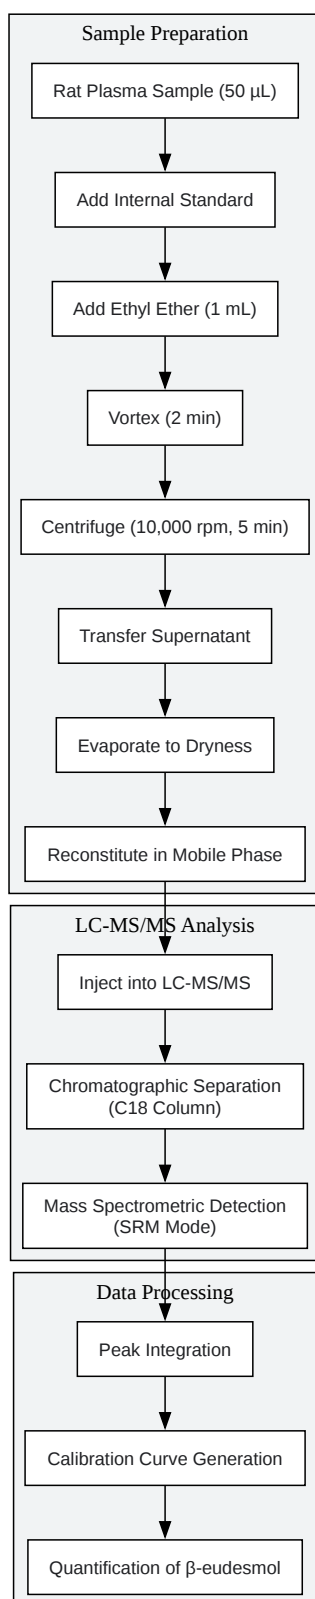 Sample Preparation
Rat Plasma Sample (50 µL)
Add Internal Standard
Add Ethyl Ether (1 mL)
Vortex (2 min)
Centrifuge (10,000 rpm, 5 min)
Transfer Supernatant
Evaporate to Dryness
Reconstitute in Mobile Phase
LC-MS/MS Analysis
Inject into LC-MS/MS
Chromatographic Separation
(C18 Column)
Mass Spectrometric Detection
(SRM Mode)
Data Processing
Peak Integration
Calibration Curve Generation
Quantification of β-eudesmol